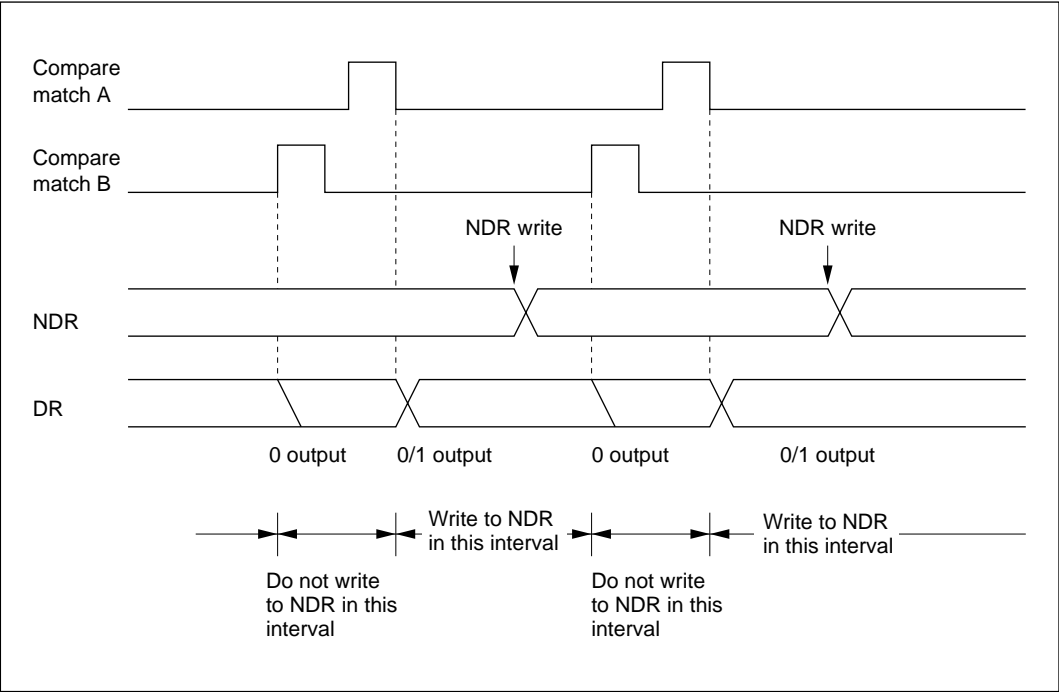 Compare
match A
Compare
match B
NDR write
NDR write
NDR
DR
0 output
0/1 output
0 output
0/1 output
Write to NDR
in this interval
Write to NDR
in this interval
Do not write
to NDR in this
interval
Do not write
to NDR in this
interval